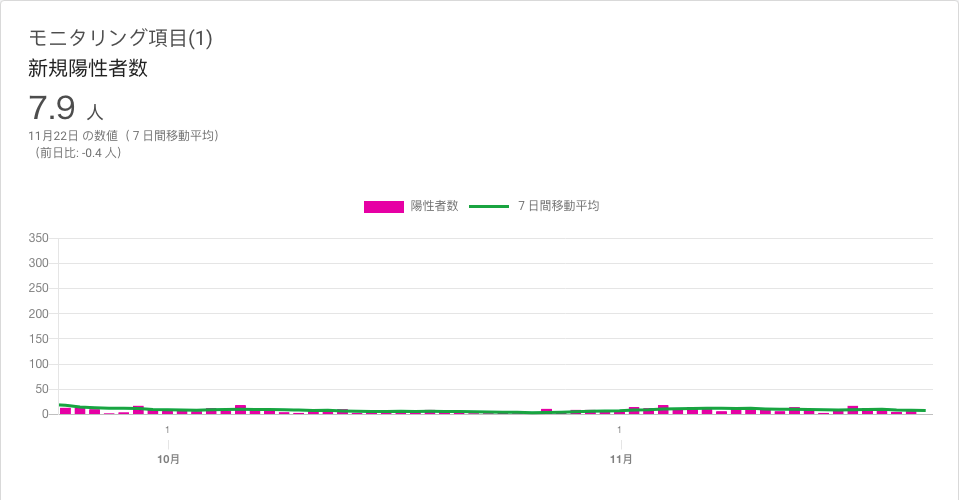 モニタリング項目(1)
新規陽性者数
7.9 人
11月22日 の数値（７日間移動平均）
（前日比: -0.4 人）
陽性者数 ７日間移動平均
350
300
250
200
150
100
50
0
1 1
10月 11月